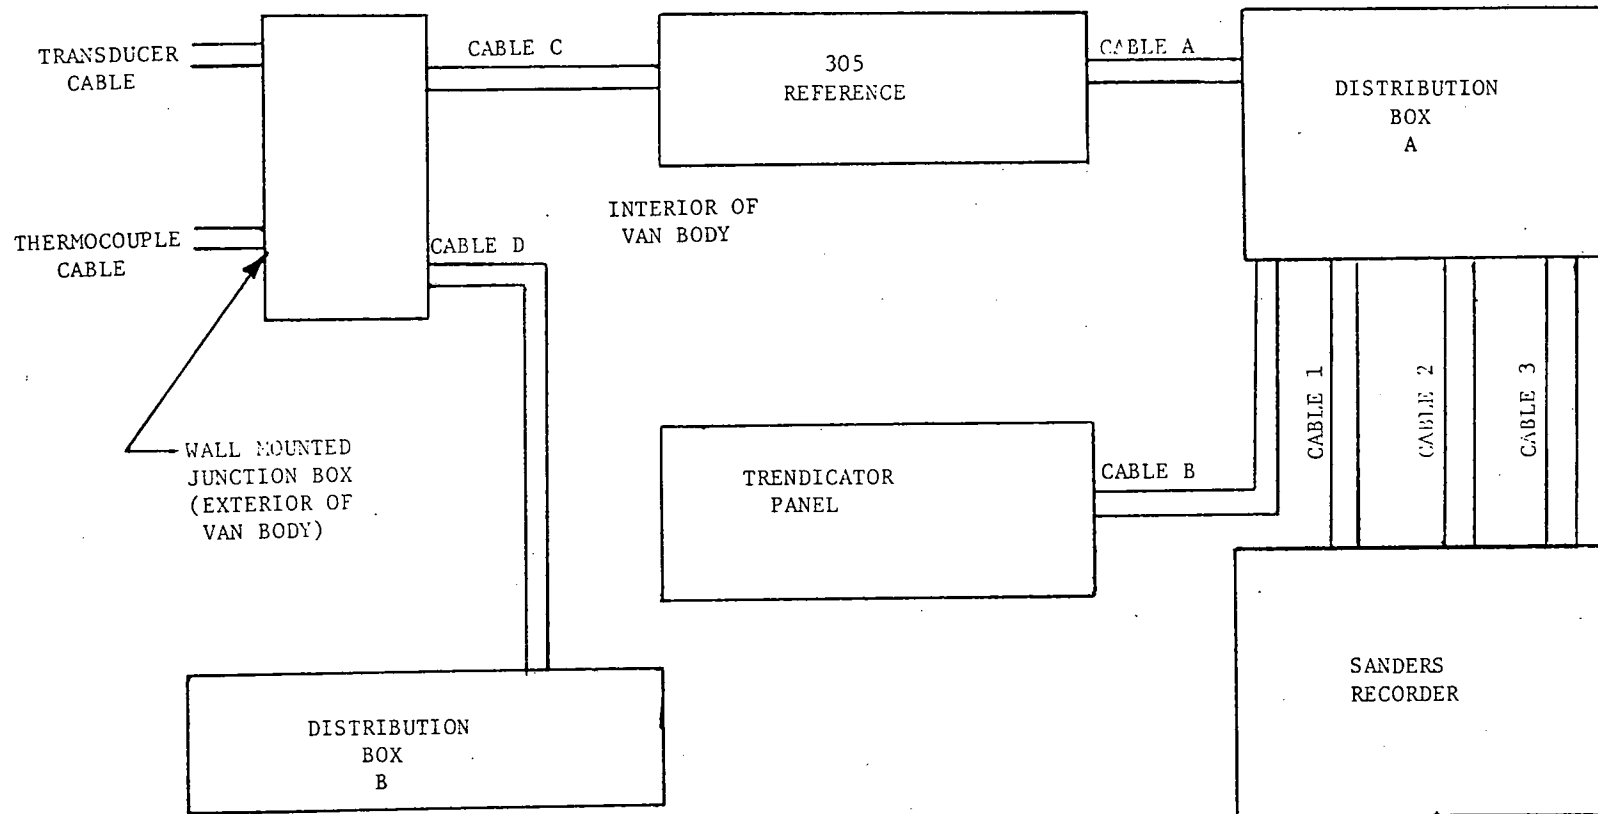 TRANSDUCER
CABLE
CABLE C
305
REFERENCE
CABLE A
DISTRIBUTION
BOX
A
THERMOCOUPLE
CABLE
CABLE D
INTERIOR OF
VAN BODY
WALL MOUNTED
JUNCTION BOX
(EXTERIOR OF
VAN BODY)
TRENDICATOR
PANEL
CABLE B
CABLE 1
CABLE 2
CABLE 3
DISTRIBUTION
BOX
B
SANDERS
RECORDER